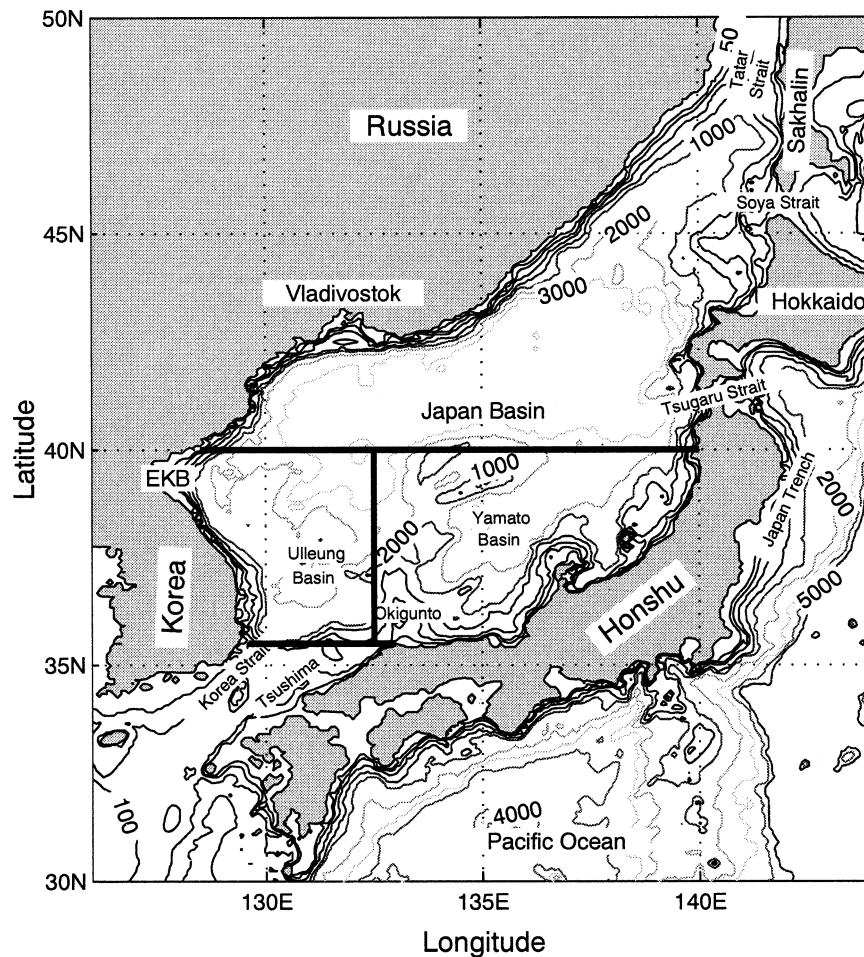 50N
45N
40N
35N
30N
Latitude
50
Tatar
Strait
Sakhalin
Russia
1000
Soya Strait
2000
3000
Vladivostok
Hokkaido
Japan Basin
Tsugaru Strait
EKB
1000
Yamato
Basin
2000
Ulleung
Basin
Japan Trench
2000
5000
Korea
Okigunto
Honshu
Korea Strait
Tsushima
100
4000
Pacific Ocean
130E
135E
140E
Longitude